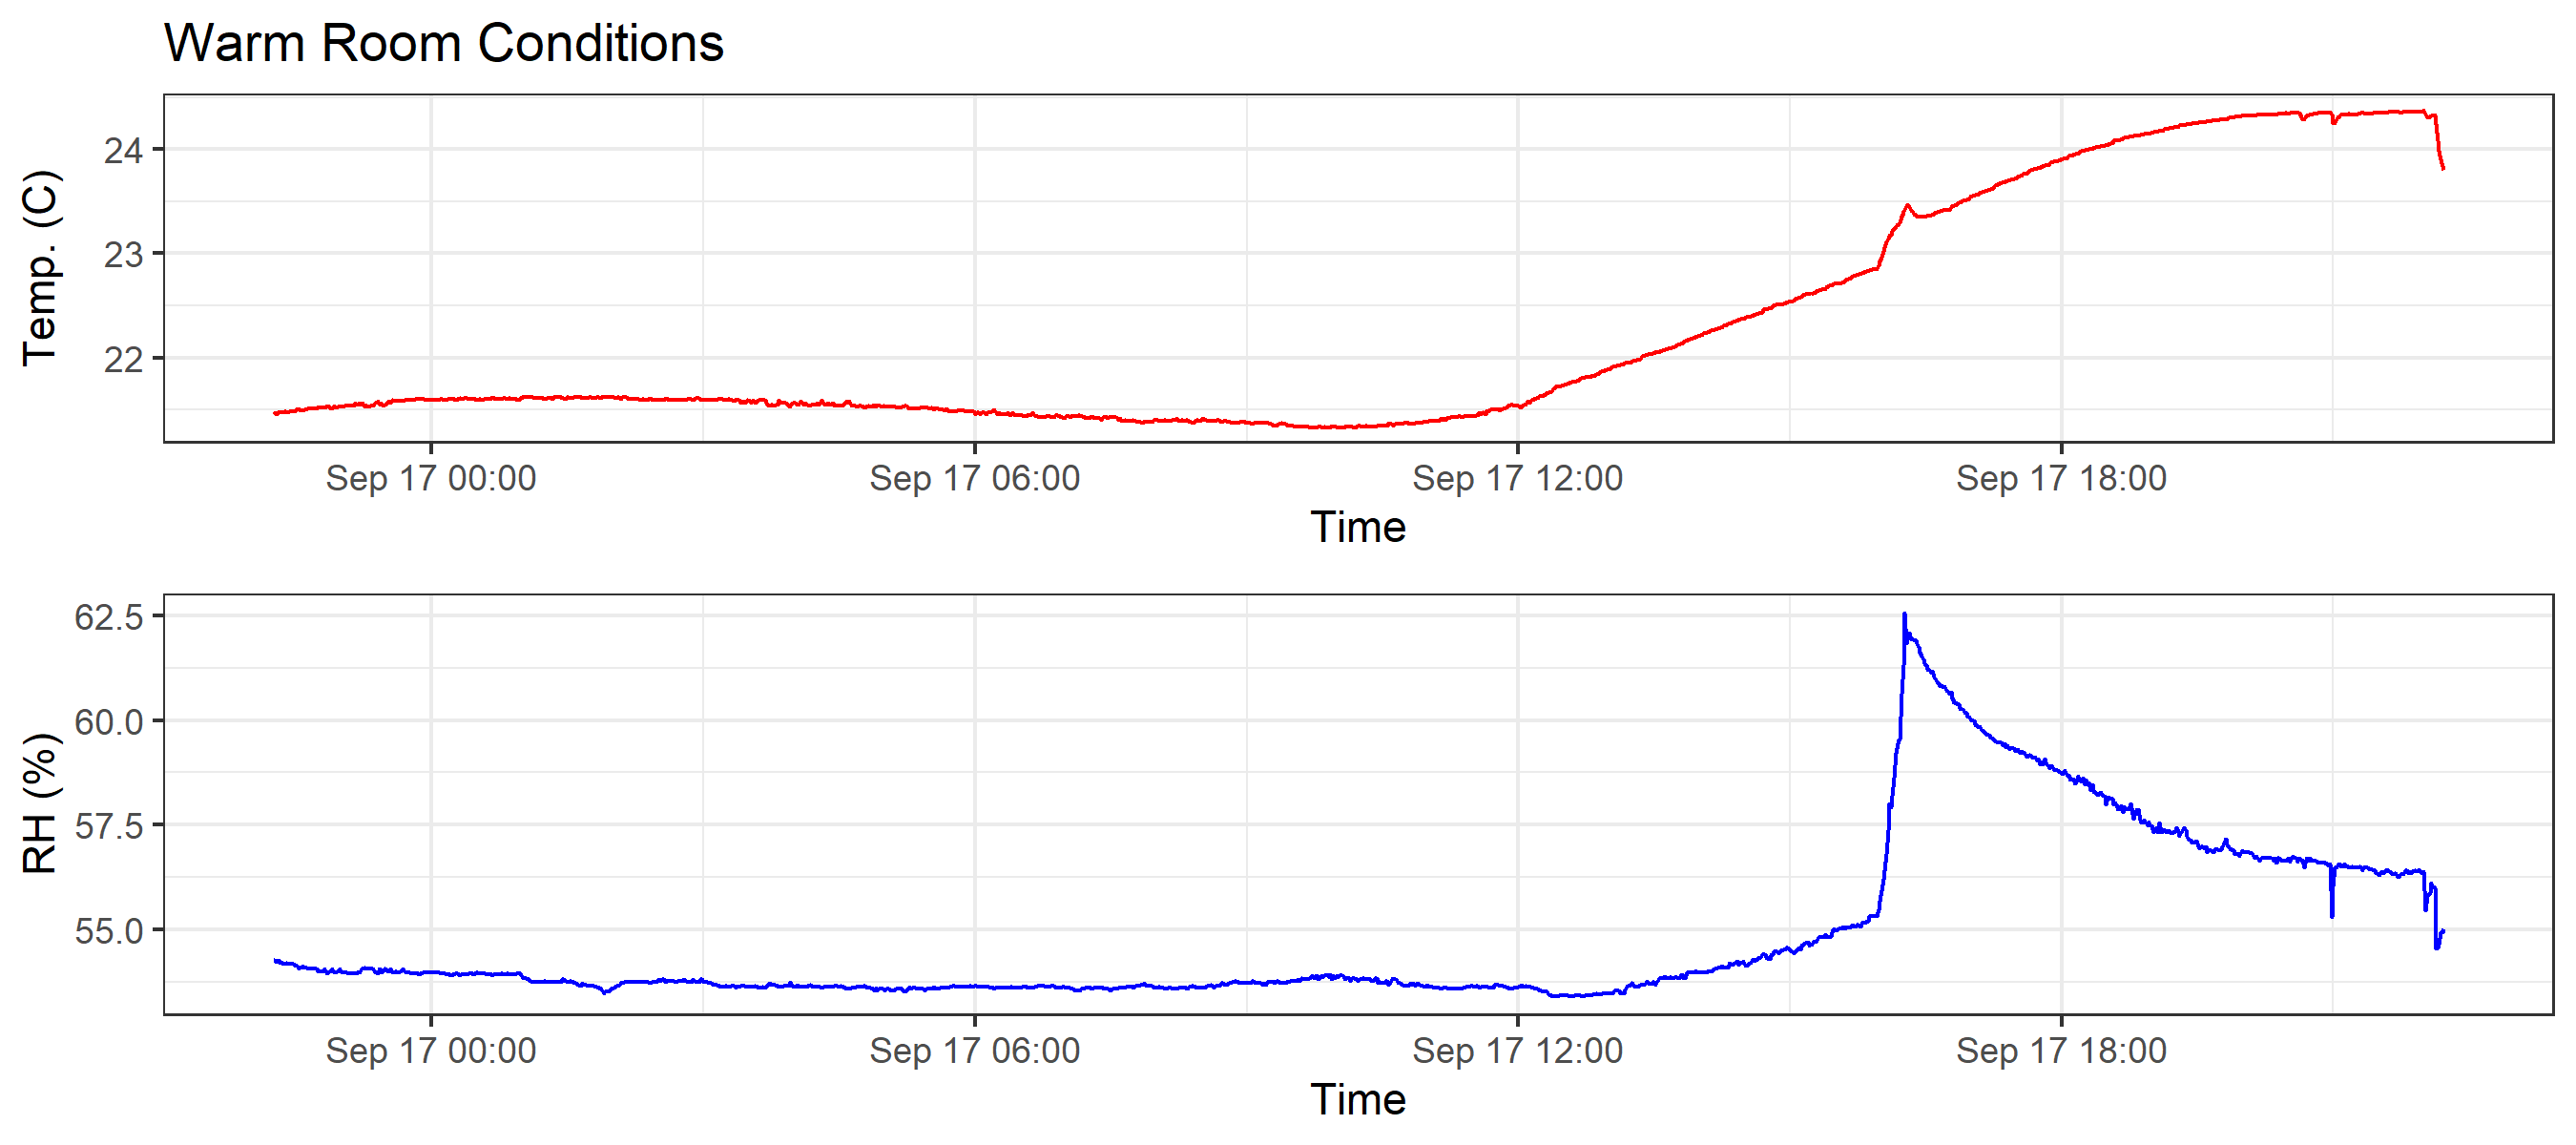 Warm Room Conditions
Temp. (C)
24
23
22
Sep 17 00:00 Sep 17 06:00 Sep 17 12:00 Sep 17 18:00
Time
RH (%)
62.5
60.0
57.5
55.0
Sep 17 00:00 Sep 17 06:00 Sep 17 12:00 Sep 17 18:00
Time